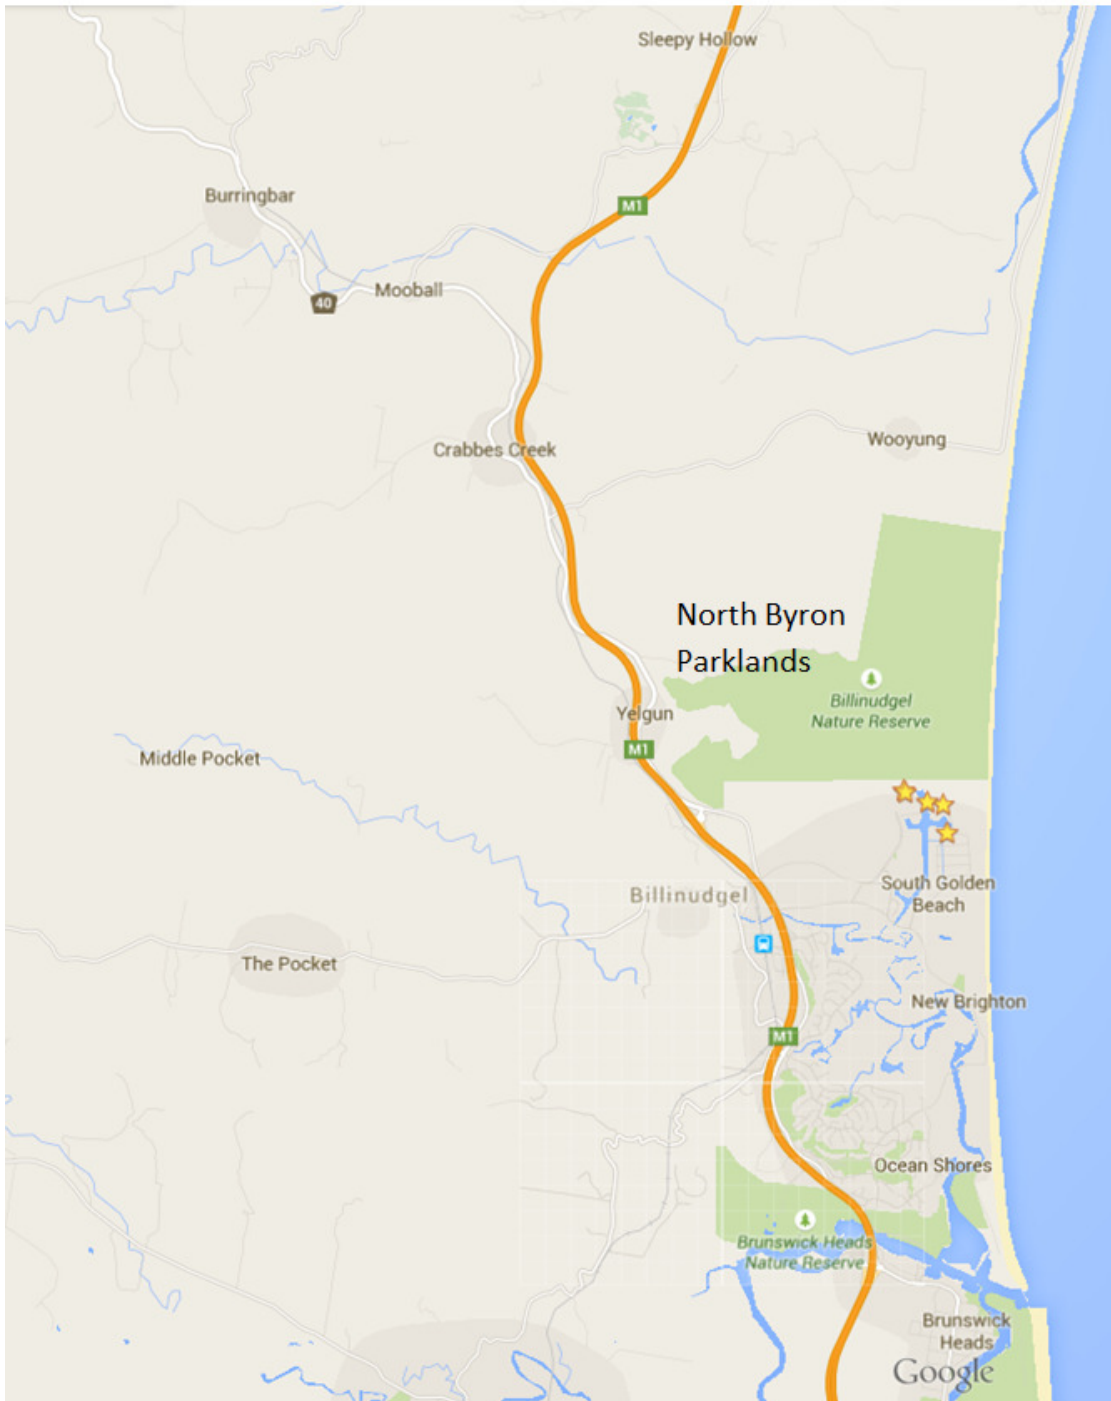 Sleepy Hollow
Burringbar
M1
40
Mooball
Wooyung
Crabbes Creek
North Byron
Parklands
Billinudgel
Nature Reserve
Yelgun
M1
Middle Pocket
South Golden
Beach
Billinudgel
The Pocket
New Brighton
M1
Ocean Shores
Brunswick Heads
Nature Reserve
Brunswick
Heads
Google